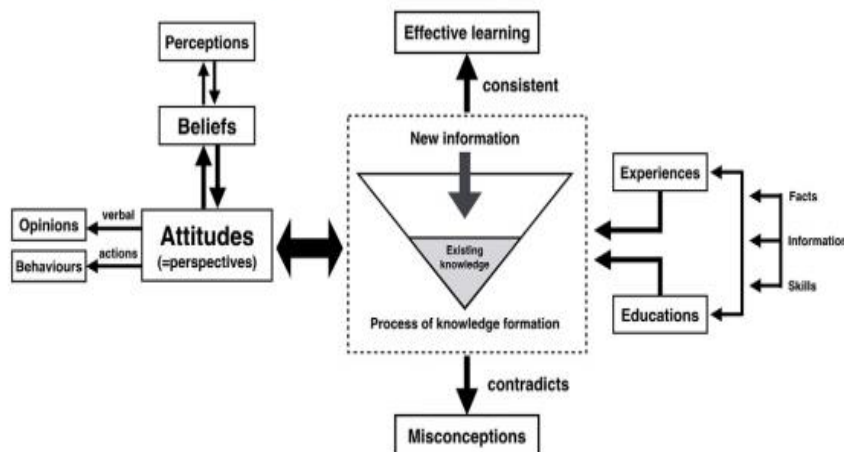 Effective learning
Perceptions
consistent
Beliefs
New information
Experiences
Facts
Opinions
verbal
Attitudes
(=perspectives)
Existing
knowledge
Information
Behaviours
actions
Skills
Process of knowledge formation
Educations
contradicts
Misconceptions